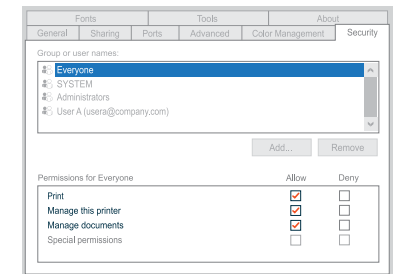 Fonts Tools About
General Sharing Ports Advanced Color Management Security
Group or user names:
Everyone
SYSTEM
Administrators
User A (usera@company.com)
Add... Remove
Permissions for Everyone Allow Deny
Print
Manage this printer
Manage documents
Special permissions